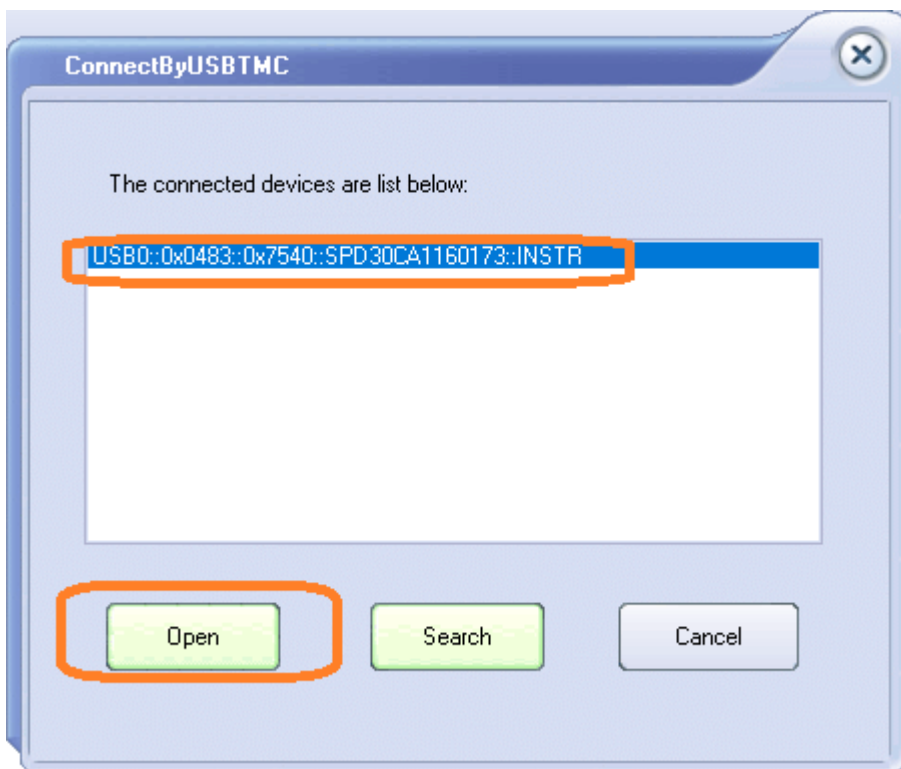 ConnectByUSBTMC
The connected devices are list below:
USB0::0x0483::0x7540::SPD30CA1160173::INSTR
Open
Search
Cancel